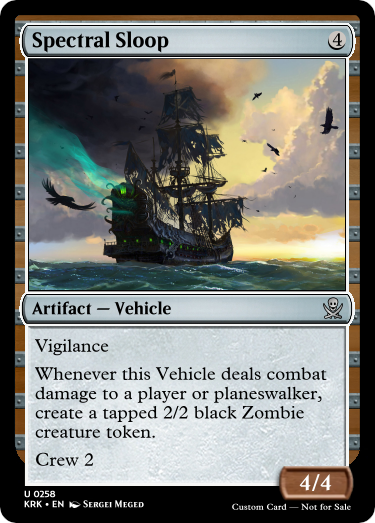 Spectral Sloop 4
Artifact — Vehicle
Vigilance
Whenever this Vehicle deals combat
damage to a player or planeswalker,
create a tapped 2/2 black Zombie
creature token.
Crew 2
4/4
U 0258
KRK • EN Sergei Meged
Custom Card — Not for Sale